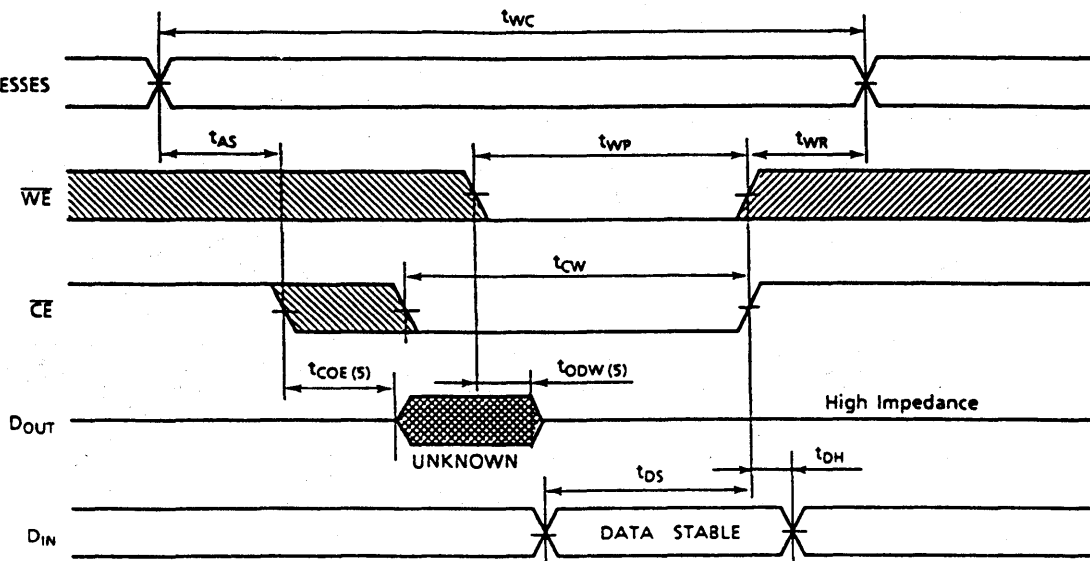 tWC
ESSES
tAS
tWP
tWR
WE
tCW
CE
tCOE (5)
tODW (5)
High Impedance
DOUT
UNKNOWN
tDH
tDS
DIN
DATA STABLE